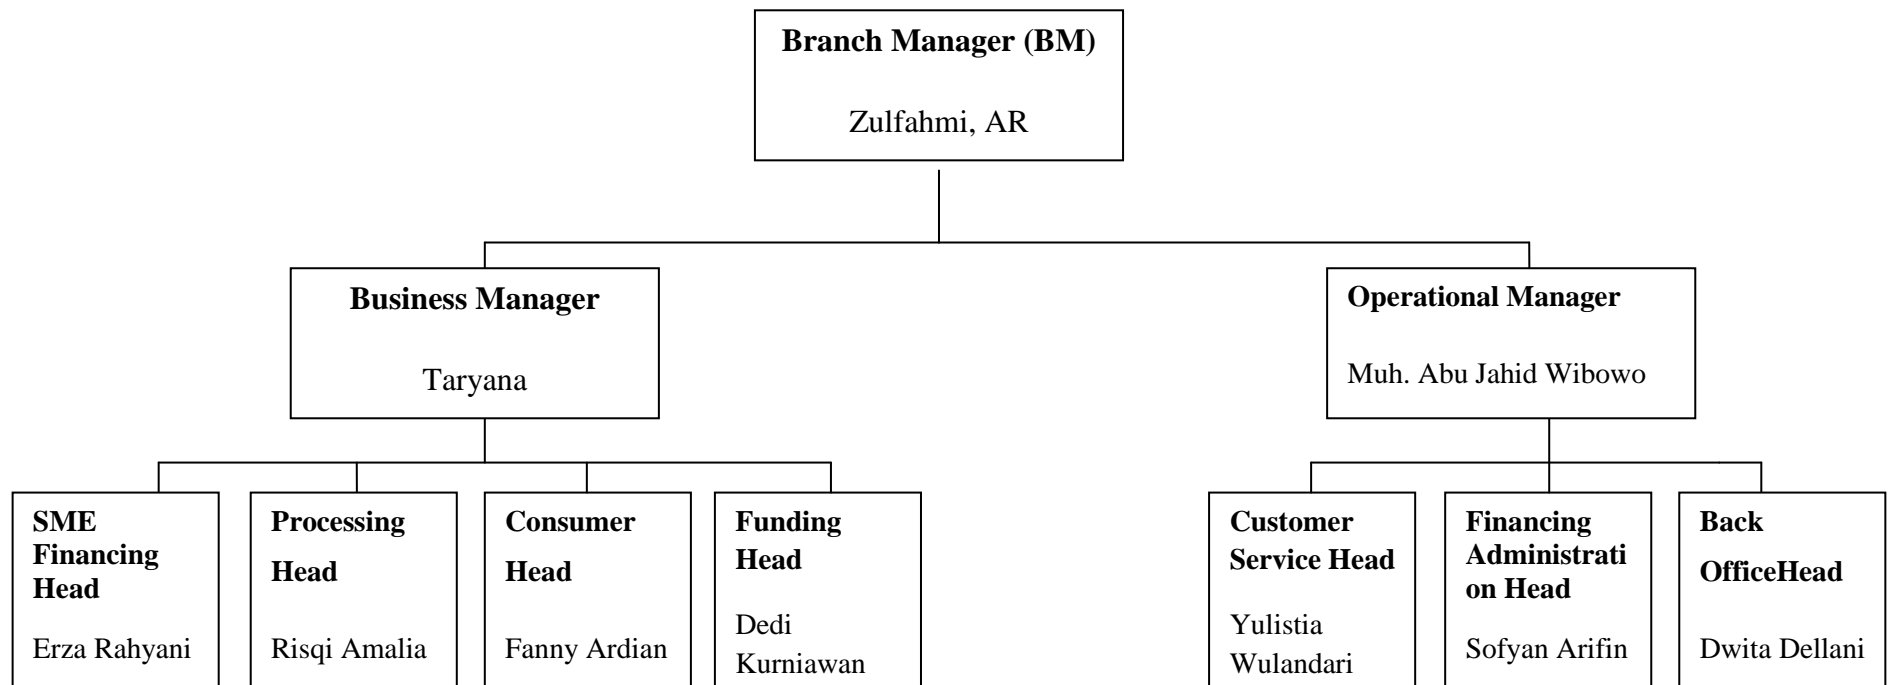 Branch Manager (BM)
Zulfahmi, AR
Business Manager
Taryana
Operational Manager
Muh. Abu Jahid Wibowo
SME
Financing
Head
Erza Rahyani
Processing
Head
Risqi Amalia
Consumer
Head
Fanny Ardian
Funding
Head
Dedi
Kurniawan
Customer
Service Head
Yulistia
Wulandari
Financing
Administrati
on Head
Sofyan Arifin
Back
OfficeHead
Dwita Dellani